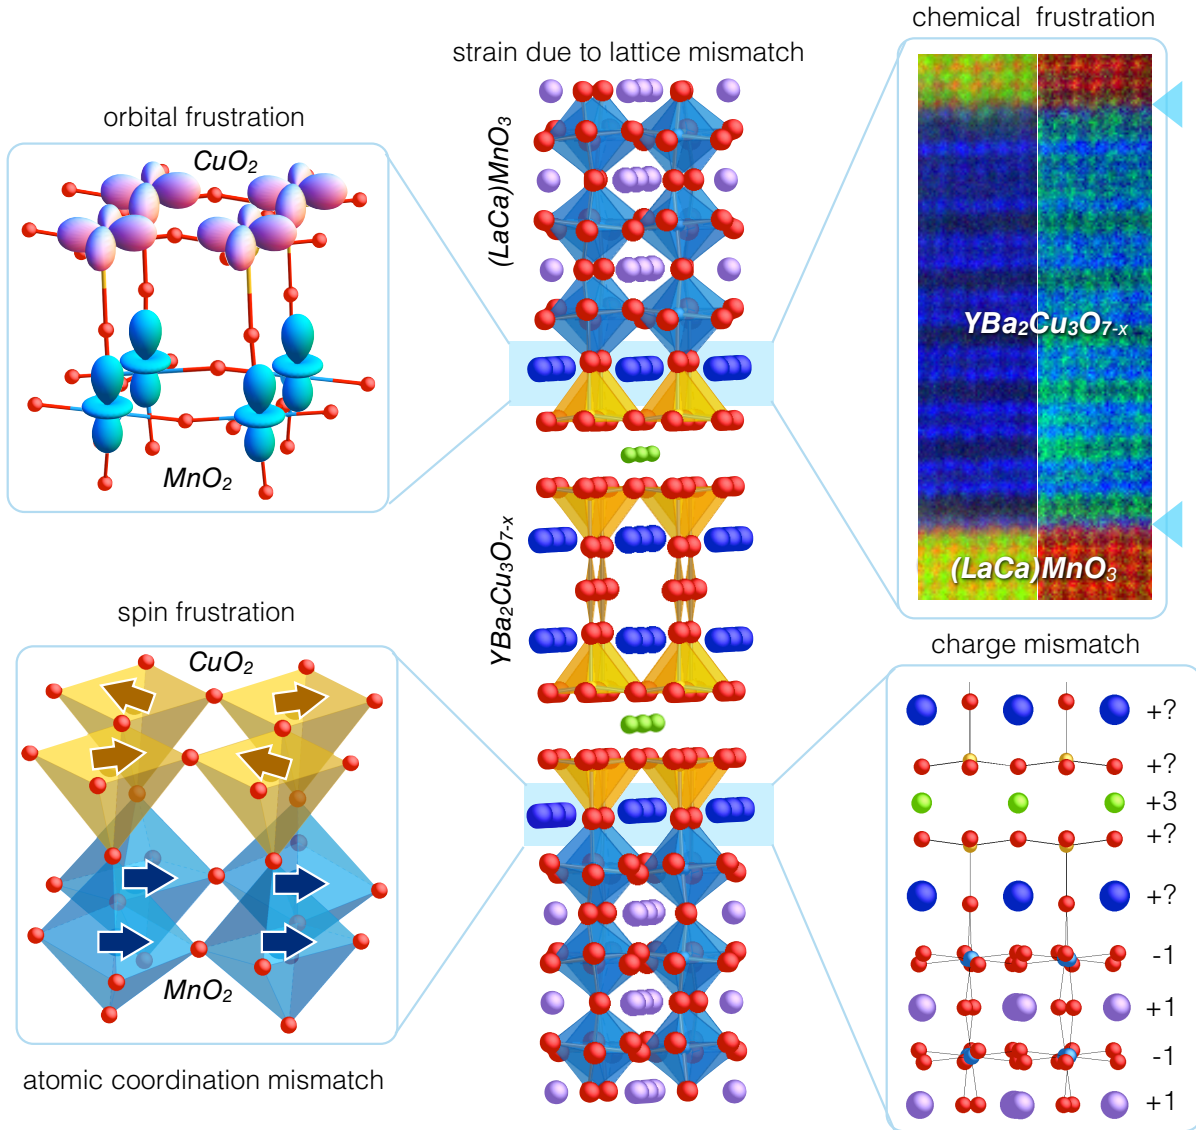 chemical frustration
strain due to lattice mismatch
orbital frustration
CuO₂
(LaCa)MnO₃
MnO₂
YBa₂Cu₃O₇₋ₓ
(LaCa)MnO₃
YBa₂Cu₃O₇₋ₓ
spin frustration
CuO₂
MnO₂
atomic coordination mismatch
charge mismatch
+?
+?
+3
+?
+?
-1
+1
-1
+1